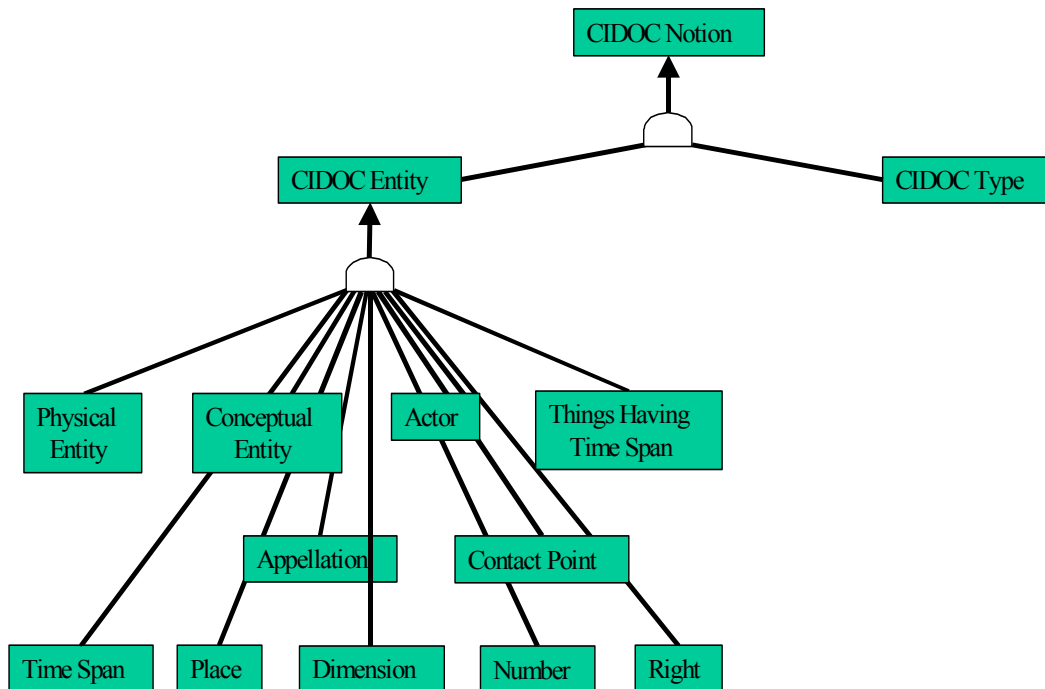 CIDOC Notion
CIDOC Entity
CIDOC Type
Physical
Entity
Conceptual
Entity
Actor
Things Having
Time Span
Appellation
Contact Point
Time Span
Place
Dimension
Number
Right